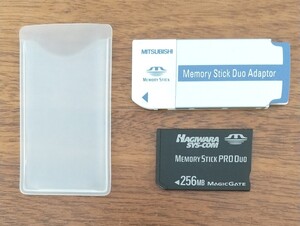 MITSUBISHI
MEMORY STICK
Memory Stick Duo Adaptor
HAGIWARA
SYS-COM
MEMORY STICK PRO DUO
256MB MAGICGATE